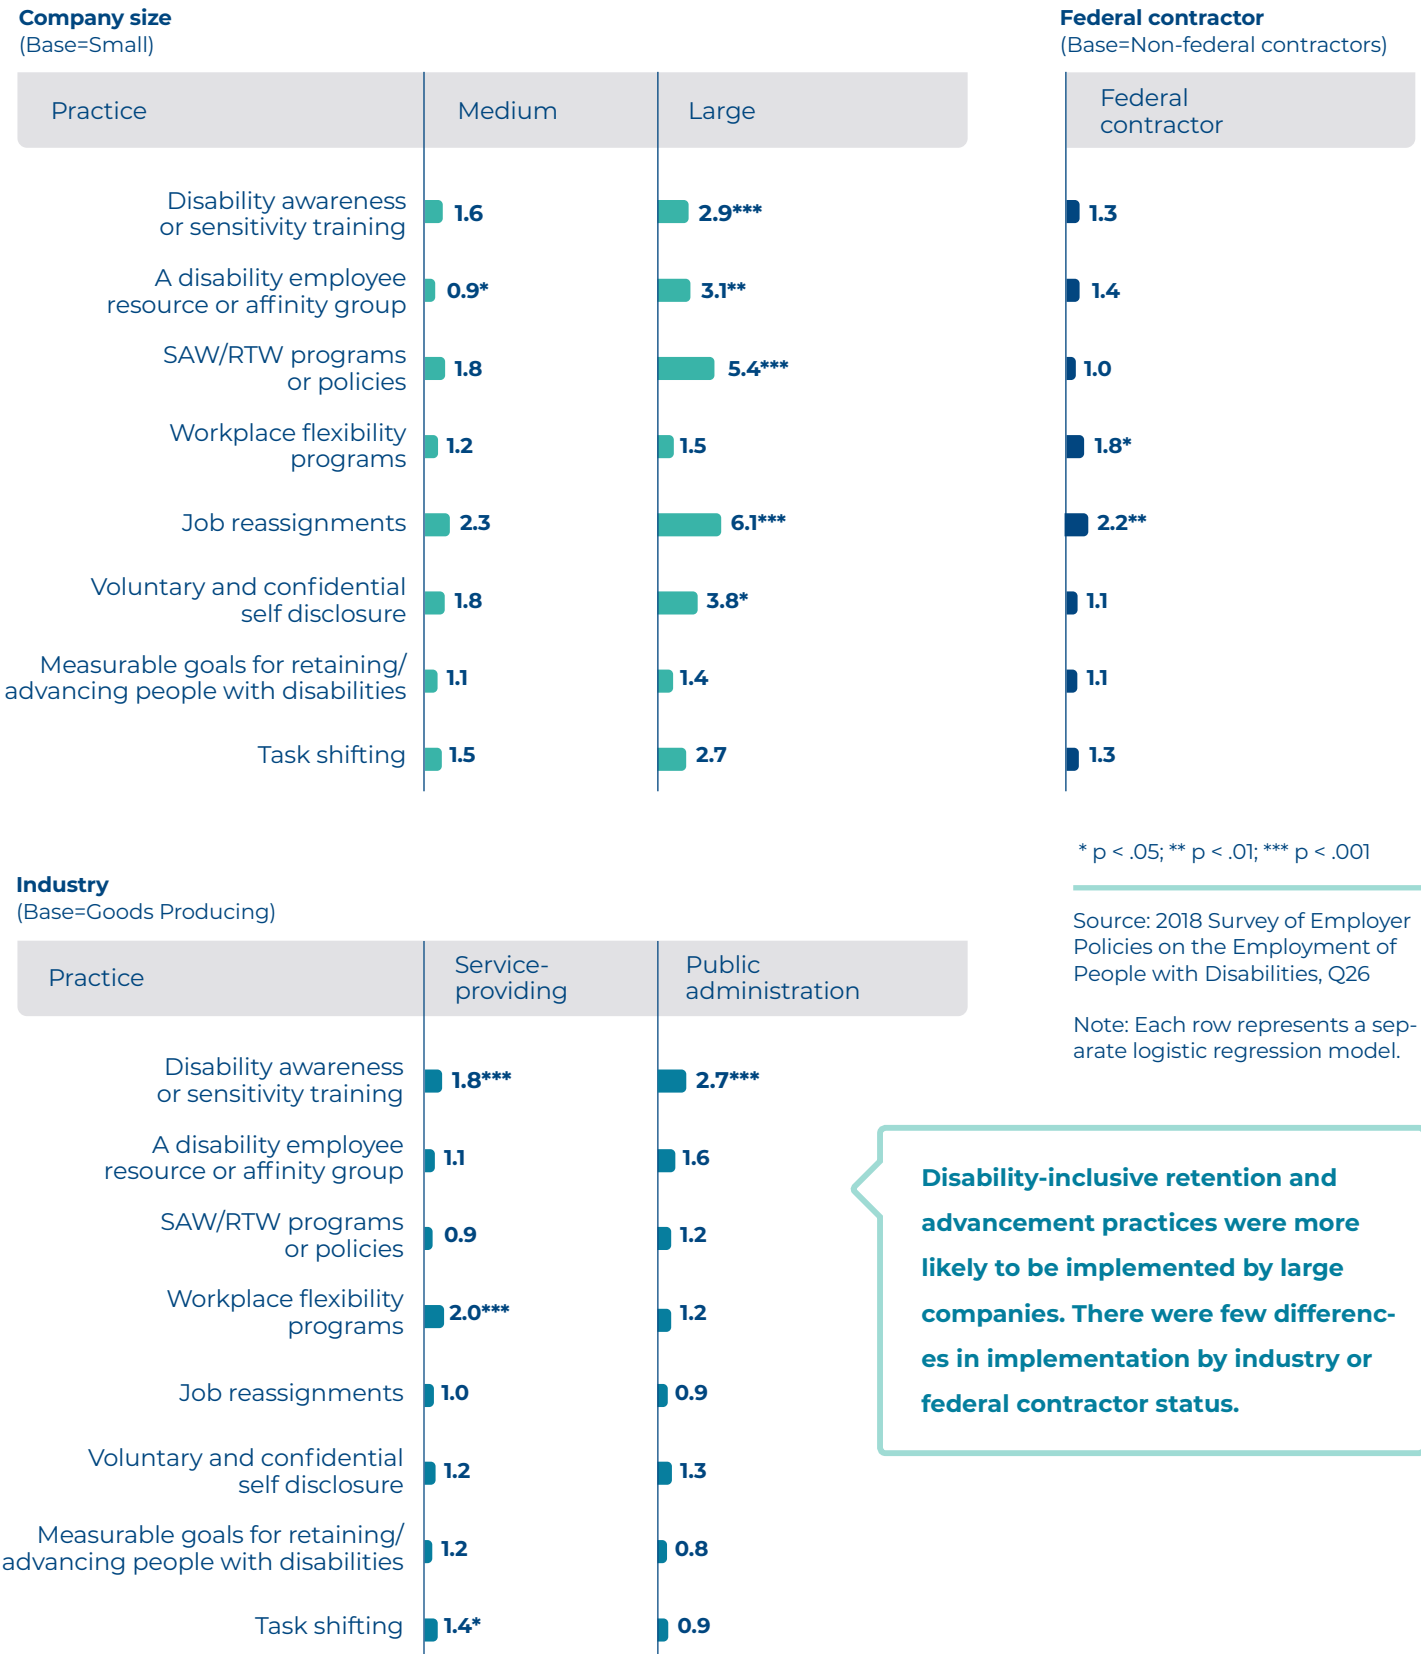 Company size
(Base=Small)
Practice
Medium
Large
Disability awareness
or sensitivity training
1.6
2.9***
A disability employee
resource or affinity group
0.9*
3.1**
SAW/RTW programs
or policies
1.8
5.4***
Workplace flexibility
programs
1.2
1.5
Job reassignments
2.3
6.1***
Voluntary and confidential
self disclosure
1.8
3.8*
Measurable goals for retaining/
advancing people with disabilities
1.1
1.4
Task shifting
1.5
2.7
Federal contractor
(Base=Non-federal contractors)
Federal
contractor
1.3
1.4
1.0
1.8*
2.2**
1.1
1.1
1.3
* p < .05; ** p < .01; *** p < .001
Source: 2018 Survey of Employer
Policies on the Employment of
People with Disabilities, Q26
Note: Each row represents a sep-
arate logistic regression model.
Industry
(Base=Goods Producing)
Practice
Service-
providing
Public
administration
Disability awareness
or sensitivity training
1.8***
2.7***
A disability employee
resource or affinity group
1.1
1.6
SAW/RTW programs
or policies
0.9
1.2
Workplace flexibility
programs
2.0***
1.2
Job reassignments
1.0
0.9
Voluntary and confidential
self disclosure
1.2
1.3
Measurable goals for retaining/
advancing people with disabilities
1.2
0.8
Task shifting
1.4*
0.9
Disability-inclusive retention and
advancement practices were more
likely to be implemented by large
companies. There were few differenc-
es in implementation by industry or
federal contractor status.